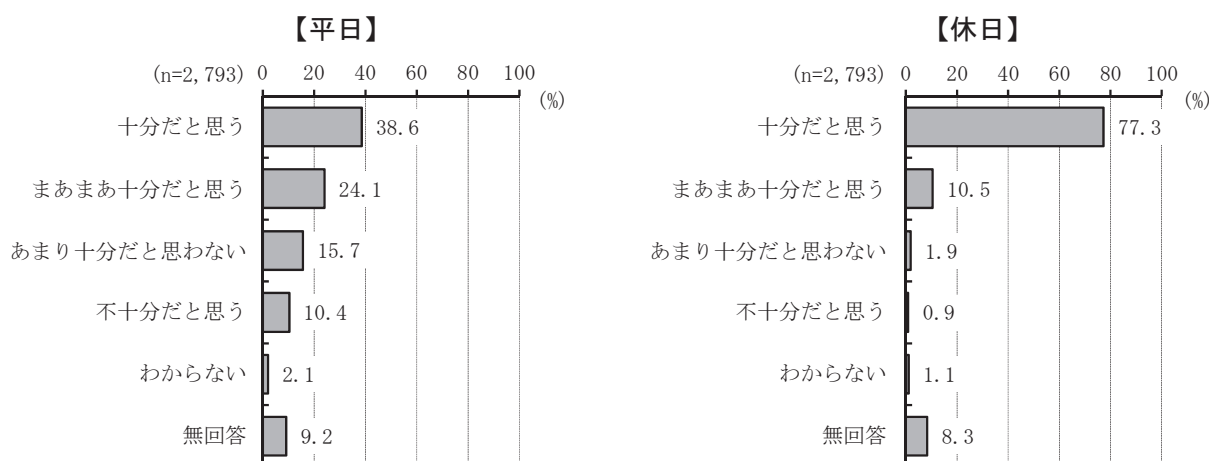 【平日】
(n=2,793) 0 20 40 60 80 100
(%)
十分だと思う 38.6
まあまあ十分だと思う 24.1
あまり十分だと思わない 15.7
不十分だと思う 10.4
わからない 2.1
無回答 9.2
【休日】
(n=2,793) 0 20 40 60 80 100
(%)
十分だと思う 77.3
まあまあ十分だと思う 10.5
あまり十分だと思わない 1.9
不十分だと思う 0.9
わからない 1.1
無回答 8.3